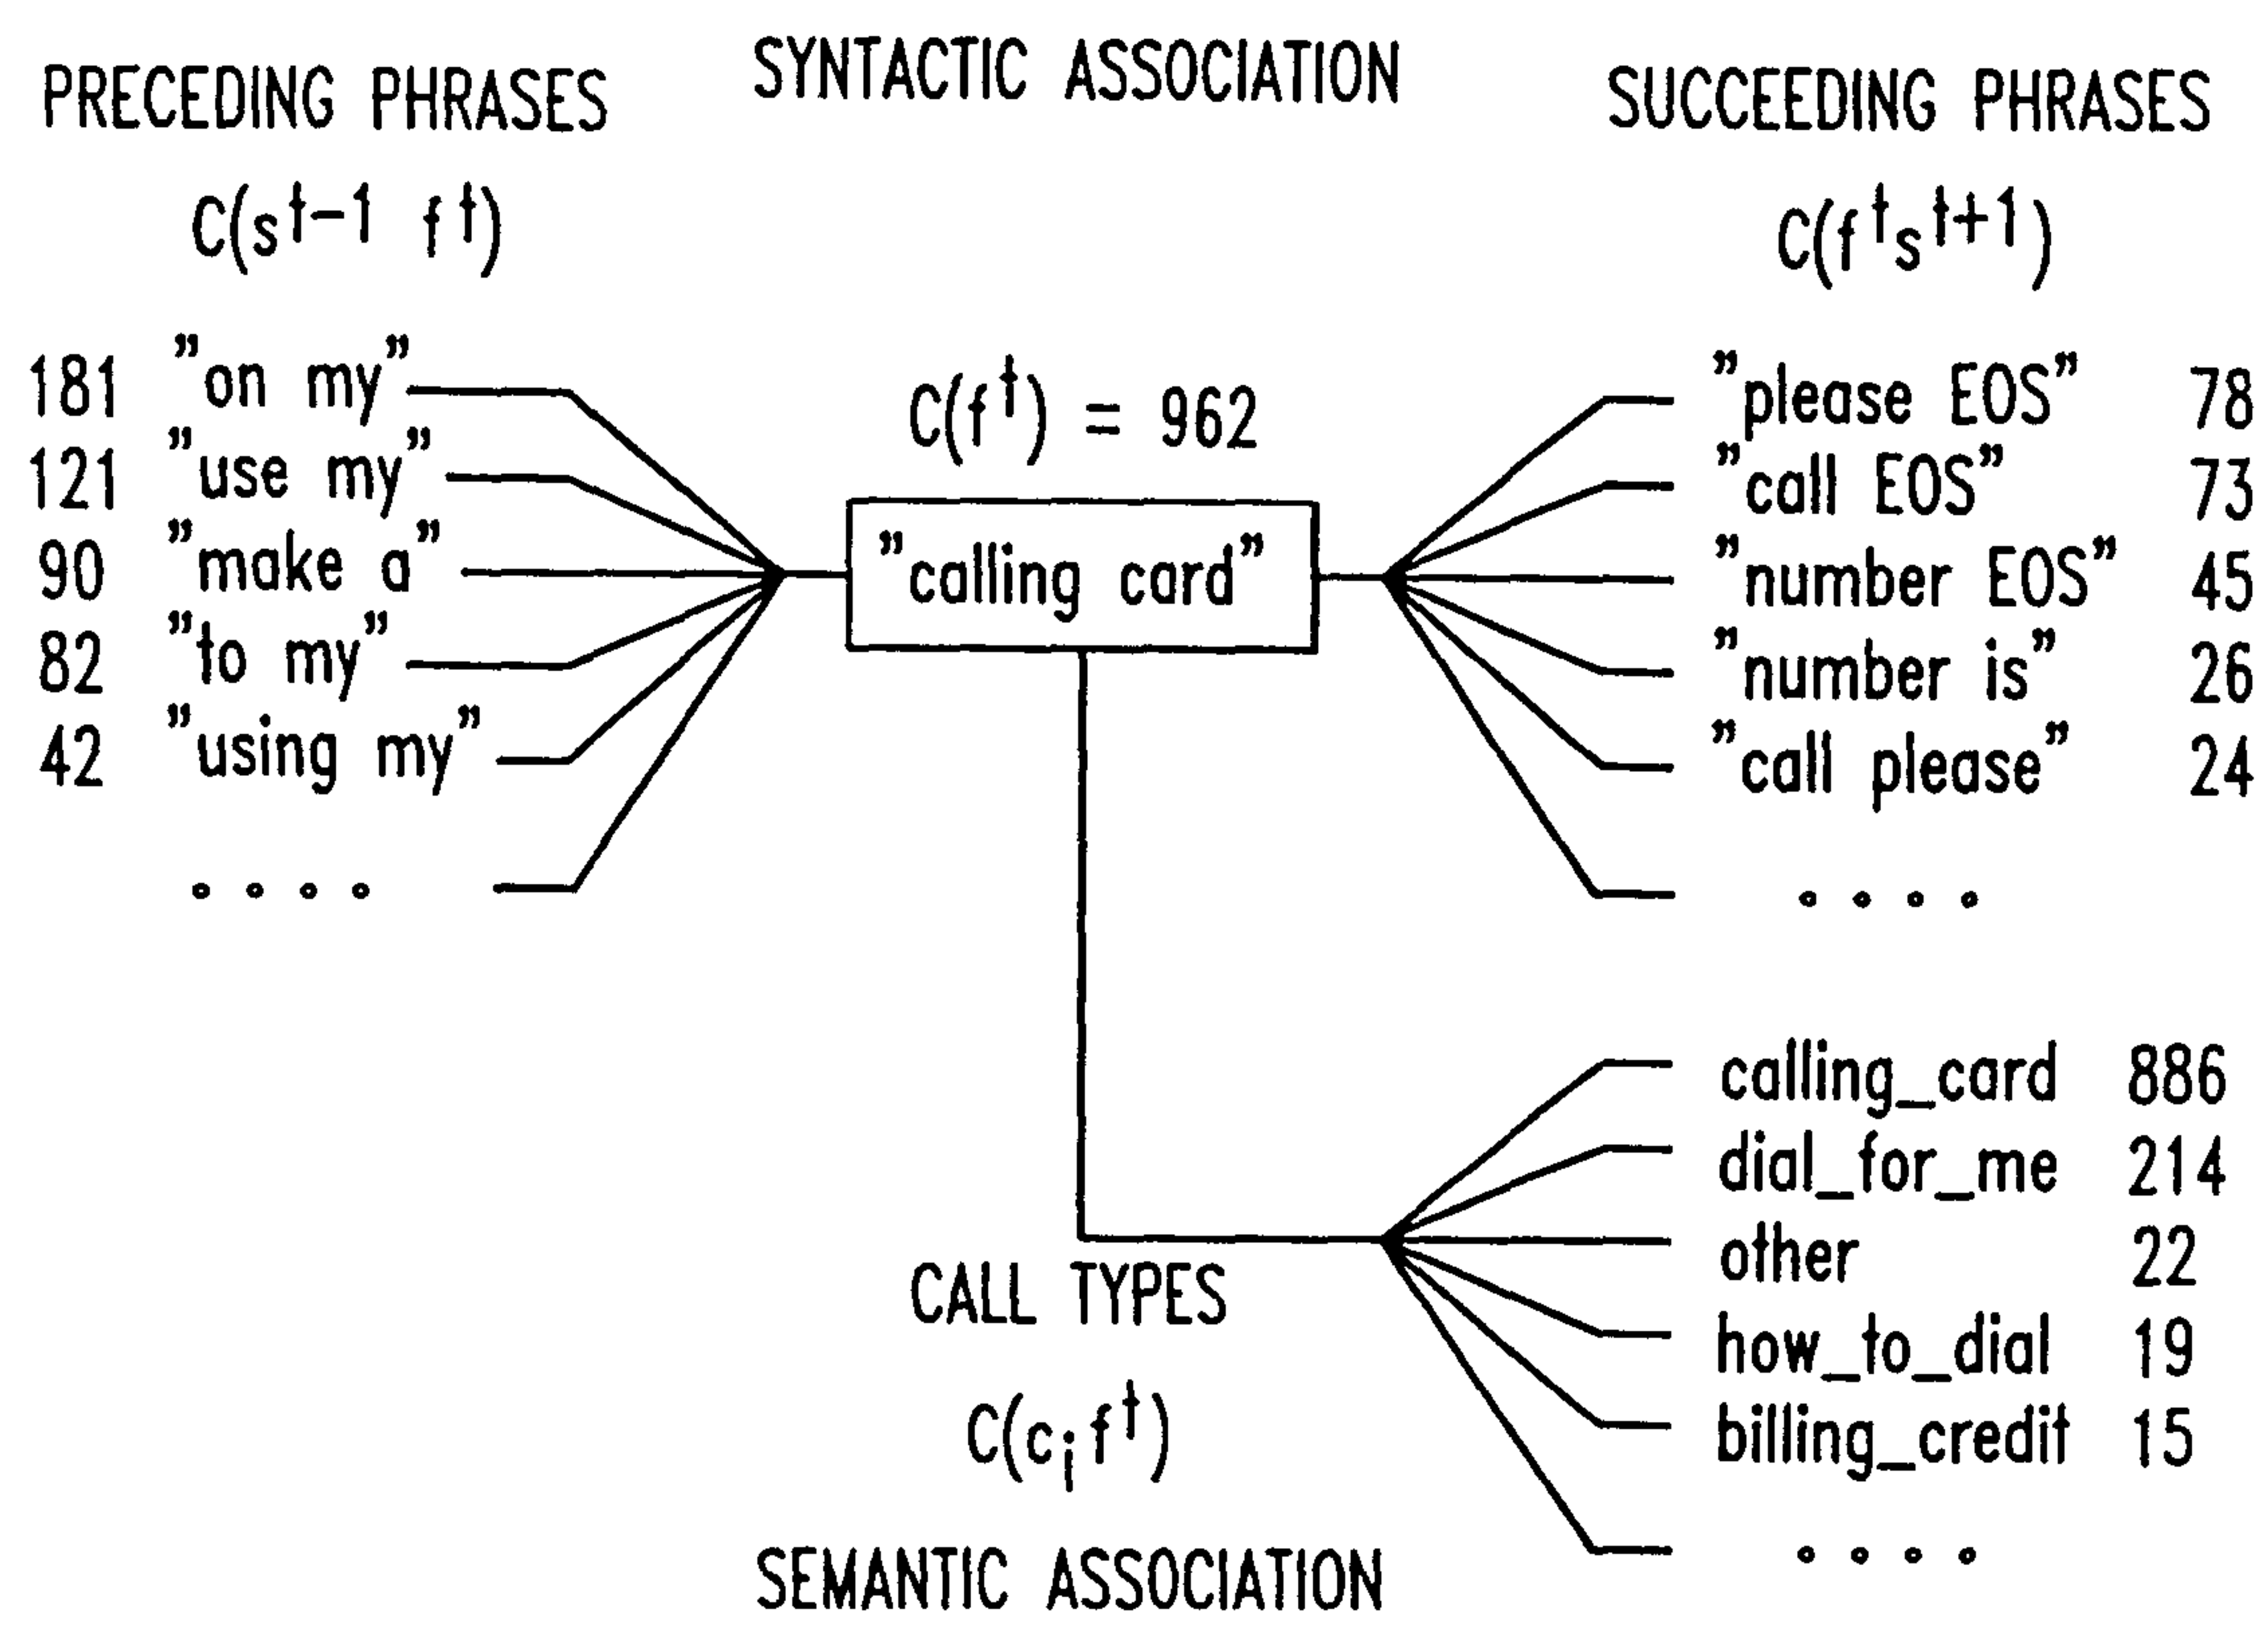 SYNTACTIC ASSOCIATION
PRECEDING PHRASES
C(s^{t-1} f^t)
181 "on my"
121 "use my"
90 "make a"
82 "to my"
42 "using my"
....
C(f^t) = 962
"calling card"
SUCCEEDING PHRASES
C(f^t s^{t+1})
"please EOS" 78
"call EOS" 73
"number EOS" 45
"number is" 26
"call please" 24
....
calling_card 886
dial_for_me 214
other 22
how_to_dial 19
billing_credit 15
....
CALL TYPES
C(c_i f^t)
SEMANTIC ASSOCIATION